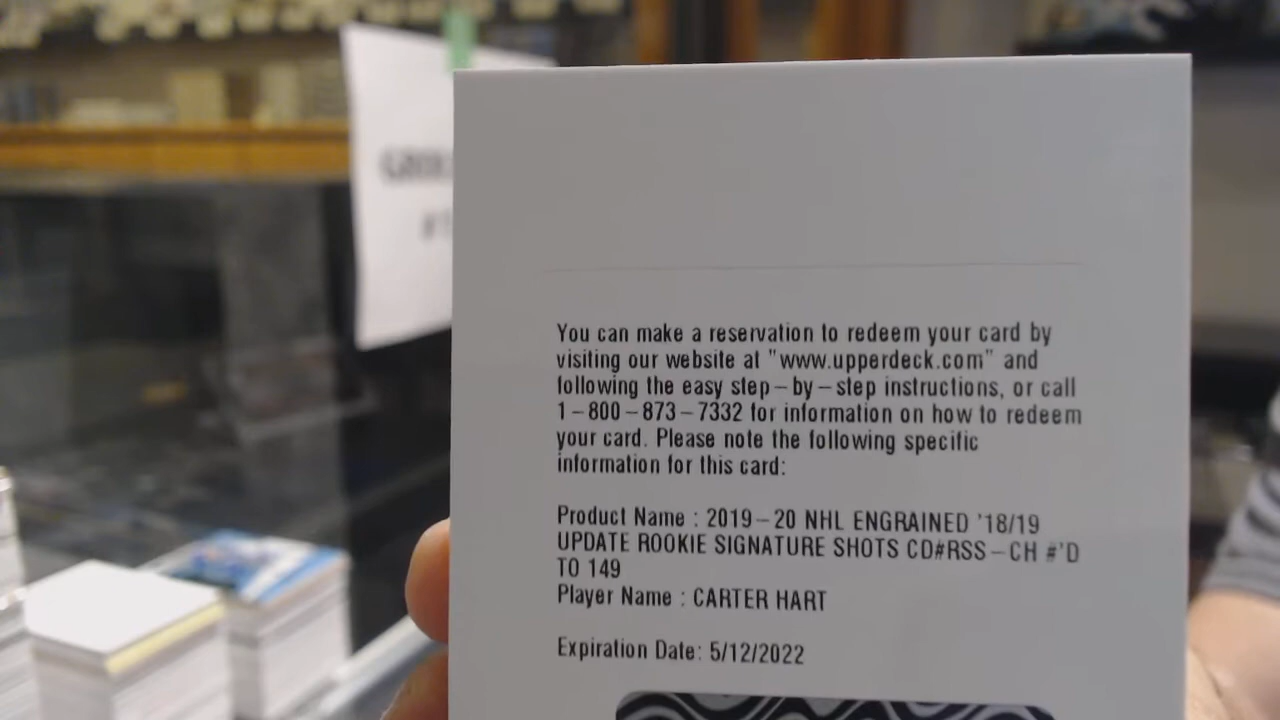 You can make a reservation to redeem your card by
visiting our website at "www.upperdeck.com" and
following the easy step-by-step instructions, or call
1-800-873-7332 for information on how to redeem
your card. Please note the following specific
information for this card:
Product Name : 2019-20 NHL ENGRAINED '18/19
UPDATE ROOKIE SIGNATURE SHOTS CD#RSS-CH #'D
TO 149
Player Name : CARTER HART
Expiration Date: 5/12/2022